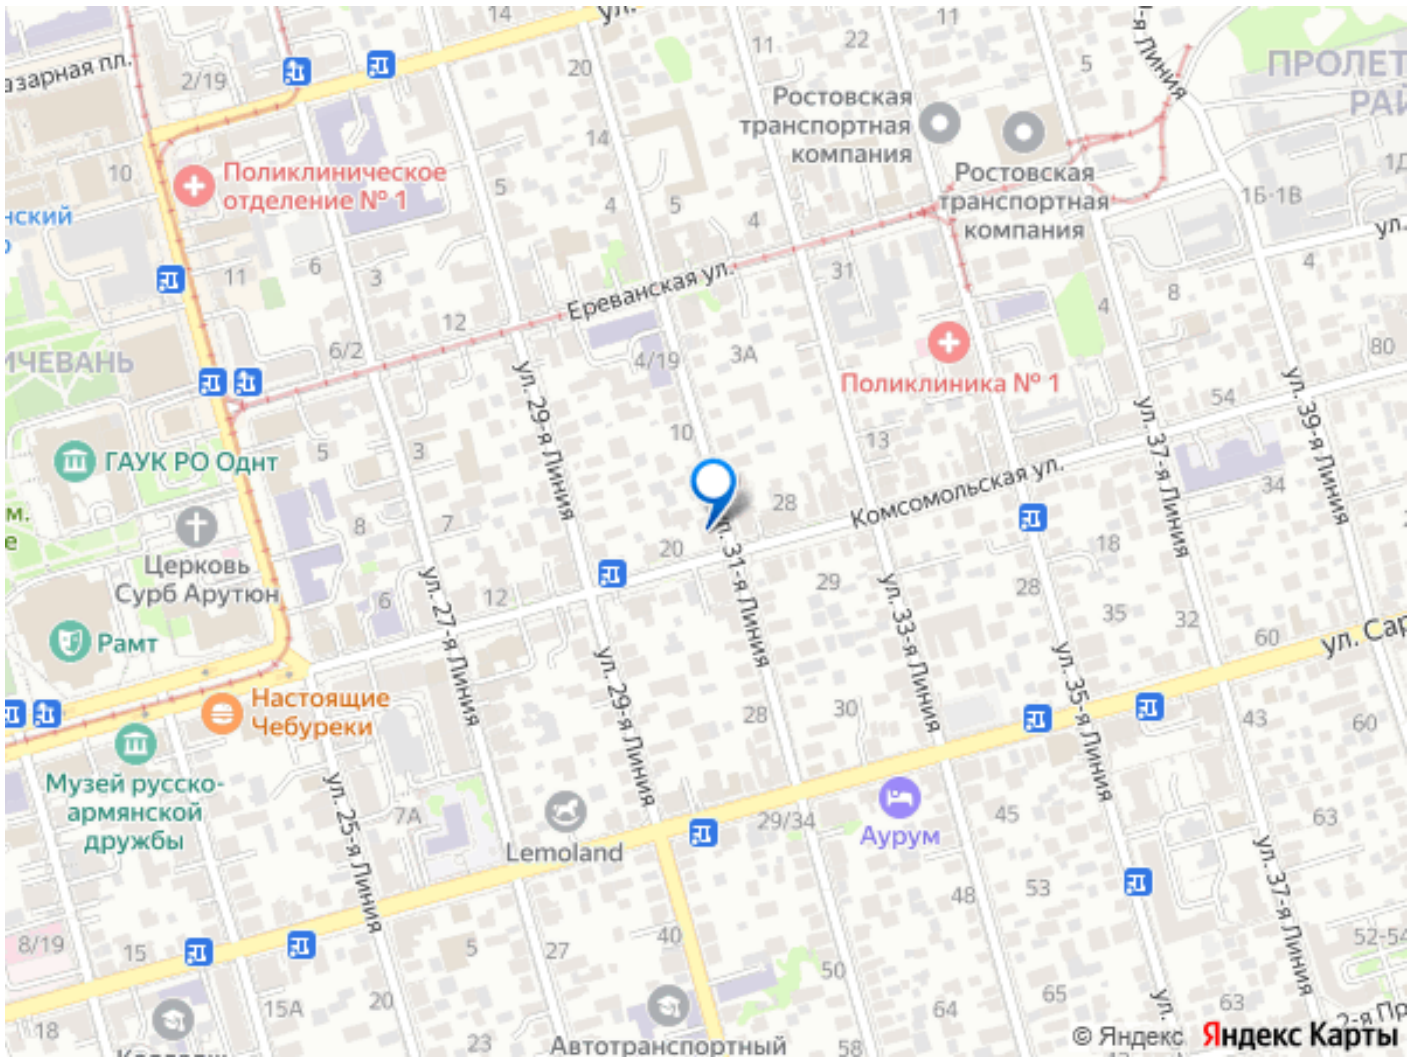 14
ул.
11
22
11
азарная пл.
2/19
20
5
-я Линия
ПРОЛЕТ
РАЙ
Ростовская
транспортная
компания
14
10
Поликлиническое
отделение № 1
5
4
5
4
Ростовская
транспортная
компания
1Д
1Б-1В
нский
ул.
11
6
3
31
4
8
4
Ереванская ул.
12
6/2
4/19
3А
80
ИЧЕВАНЬ
Поликлиника № 1
54
ул. 29-я Линия
ул. 37-я Линия
ул. 39-я Линия
10
13
5
3
ГАУК РО Однт
Комсомольская ул.
34
28
м.
е
8
7
20
18
Церковь
Сурб Арутюн
6
12
29
28
35
32
ул. 27-я Линия
ул. 31-я Линия
ул. 33-я Линия
60
ул. Сар
Рамт
ул. 29-я Линия
ул. 35-я Линия
Настоящие
Чебуреки
28
30
43
60
Музей русско-
армянской
дружбы
ул. 25-я Линия
7А
Lemoland
29/34
Аурум
45
63
ул. 37-я Линия
53
48
8/19
15
5
27
40
52-54
50
15А
20
64
65
63
ул.
18
23
Автотранспортный
58
2-я Пр
© Яндекс Яндекс Карты